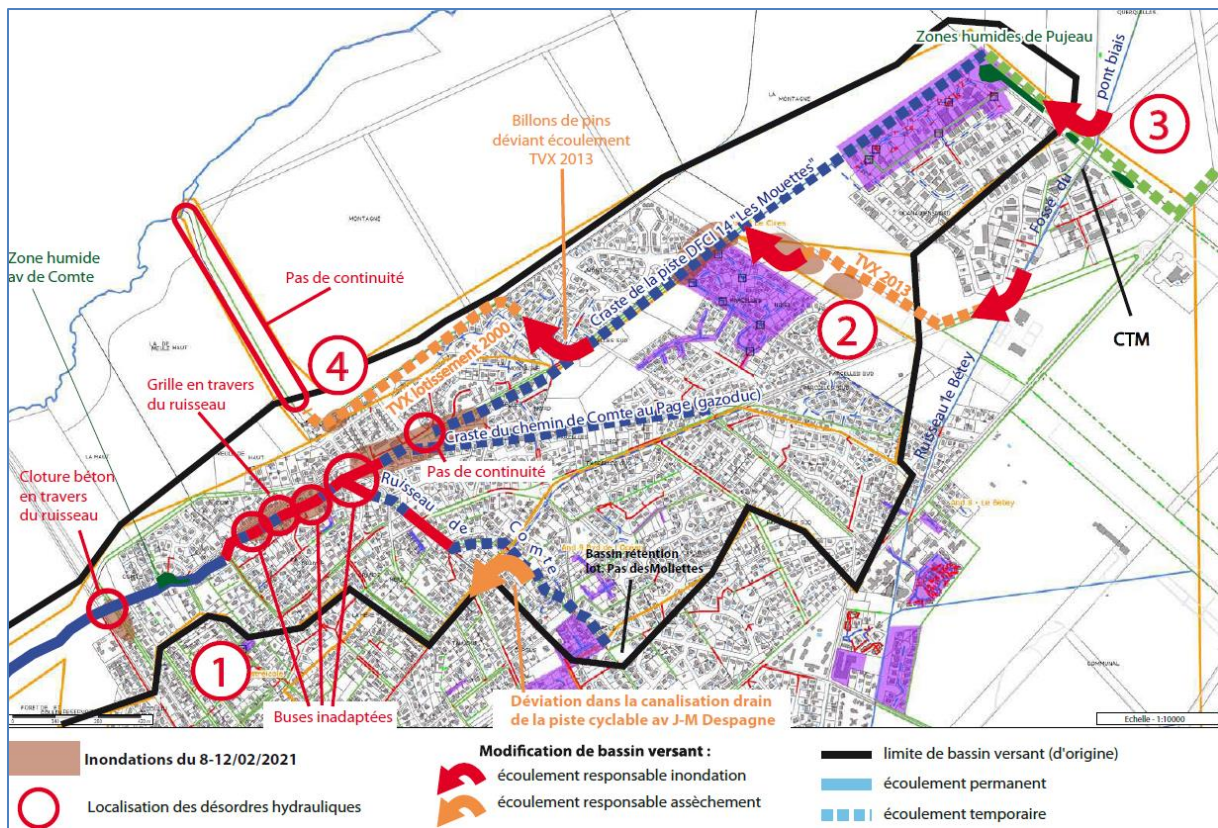 QUERQUILLES
Zones humides de Pujeau
pont biais
LA MONTAGNE
3
Billons de pins
déviant écoulement
TVX 2013
Craste de la piste DFCI 14 "Les Mouettes"
Fossé du
MONTAGNE
Zone humide
av de Comte
Pas de continuité
TVX 2013
2
CTM
4
TVX lotissement 2000
Ruisseau le Bétey
Grille en travers
du ruisseau
Craste du chemin de Comte au Page (gazoduc)
Pas de continuité
Cloture béton
en travers
du ruisseau
Ruisseau de Comte
Bassin rétention
lot. Pas des Mollettes
1
COMMUNAL
Buses inadaptées
Déviation dans la canalisation drain
de la piste cyclable av J-M Despagne
Echelle - 1:10000
Inondations du 8-12/02/2021
Localisation des désordres hydrauliques
Modification de bassin versant :
écoulement responsable inondation
écoulement responsable assèchement
limite de bassin versant (d'origine)
écoulement permanent
écoulement temporaire